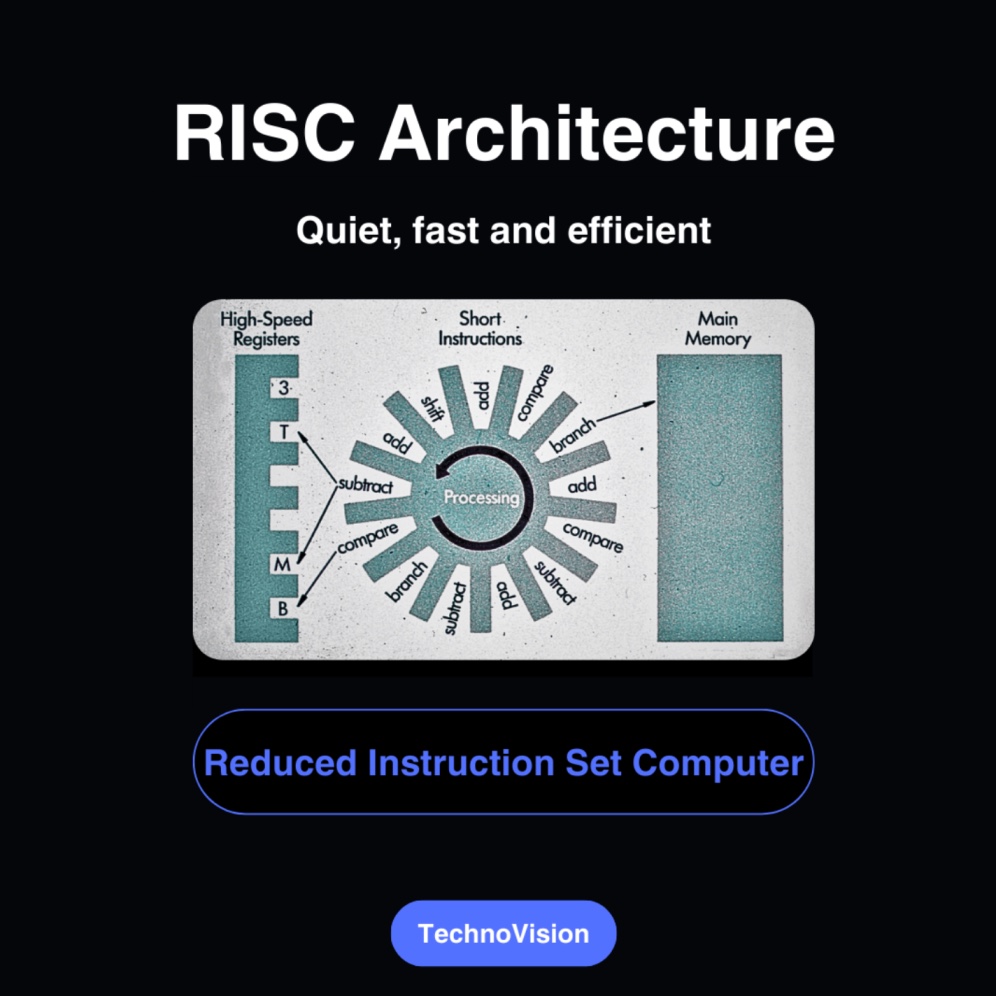 RISC Architecture
Quiet, fast and efficient
High-Speed
Registers
Short
Instructions
Main
Memory
3
T
M
B
subtract
add
shift
add
compare
branch
add
compare
subtract
add
subtract
branch
compare
Processing
Reduced Instruction Set Computer
TechnoVision